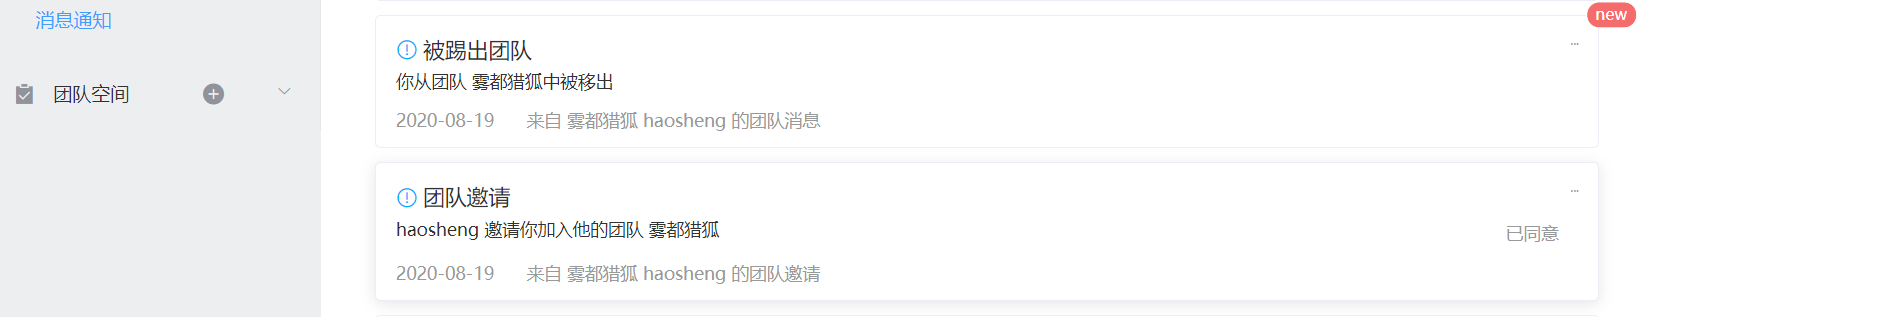 消息通知
团队空间
new
被踢出团队
你从团队 雾都猎狐中被移出
2020-08-19 来自 雾都猎狐 haosheng 的团队消息
团队邀请
haosheng 邀请你加入他的团队 雾都猎狐
已同意
2020-08-19 来自 雾都猎狐 haosheng 的团队邀请